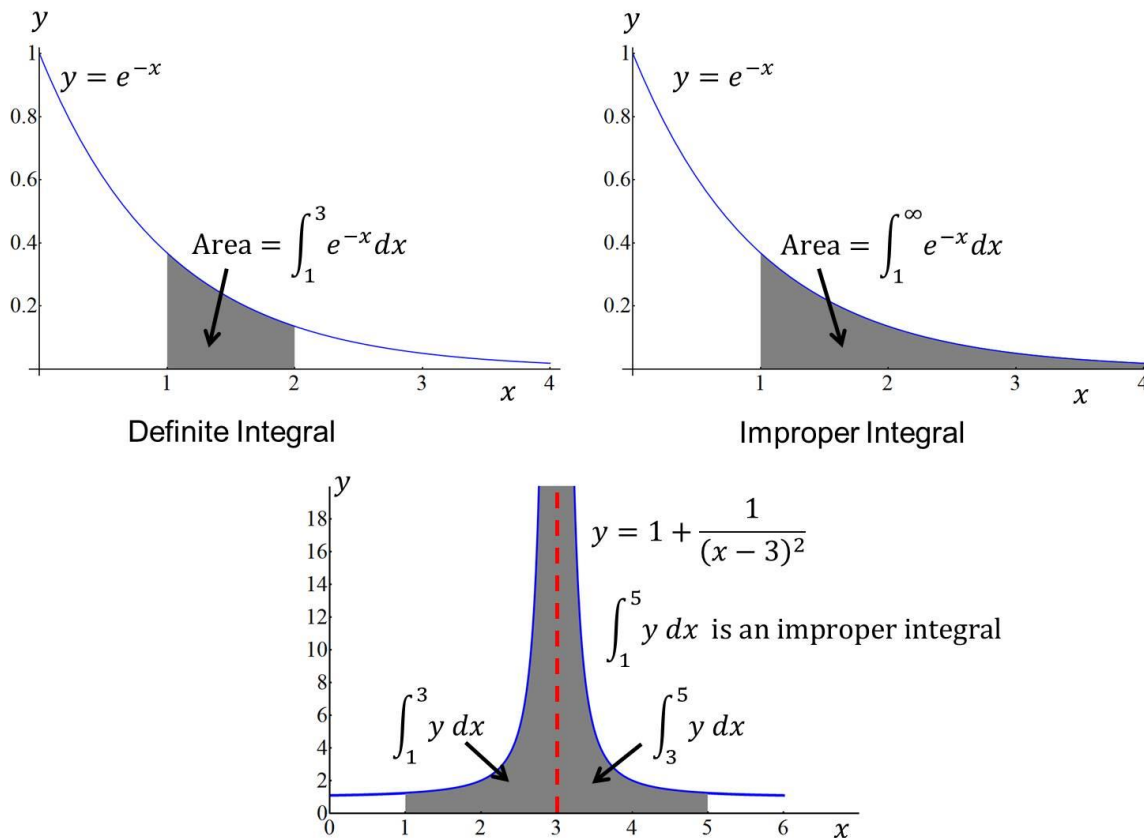 y
1
y = e^{-x}
0.8
0.6
0.4
Area = ∫_1^3 e^{-x} dx
0.2
1 2 3 4
x
Definite Integral
y
1
y = e^{-x}
0.8
0.6
0.4
Area = ∫_1^∞ e^{-x} dx
0.2
1 2 3 4
x
Improper Integral
y
18
16
14
12
10
8
6
4
2
0
y = 1 + 1/(x − 3)²
∫_1^5 y dx is an improper integral
∫_1^3 y dx
∫_3^5 y dx
0 1 2 3 4 5 6
x